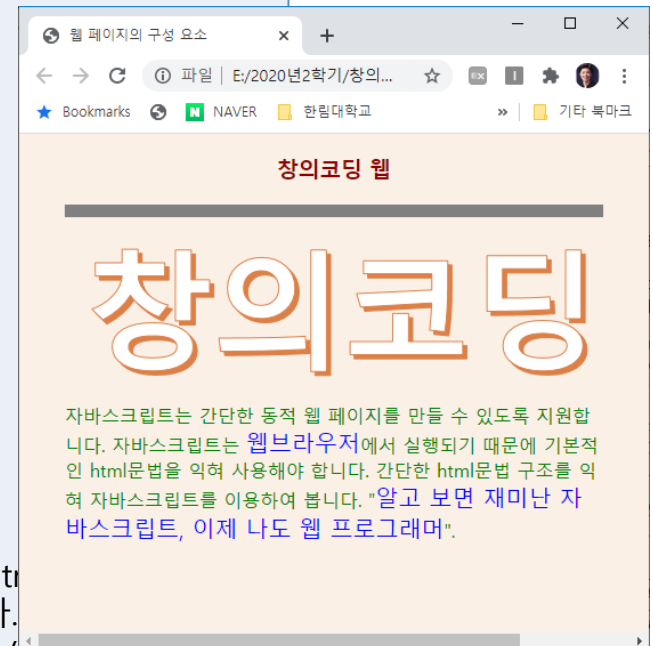 웹 페이지의 구성 요소
파일 | E:/2020년2학기/창의...
Bookmarks NAVER 한림대학교 » 기타 북마크
창의코딩 웹
창의코딩
자바스크립트는 간단한 동적 웹 페이지를 만들 수 있도록 지원합
니다. 자바스크립트는 웹브라우저에서 실행되기 때문에 기본적
인 html문법을 익혀 사용해야 합니다. 간단한 html문법 구조를 익
혀 자바스크립트를 이용하여 봅니다. "알고 보면 재미난 자
바스크립트, 이제 나도 웹 프로그래머".